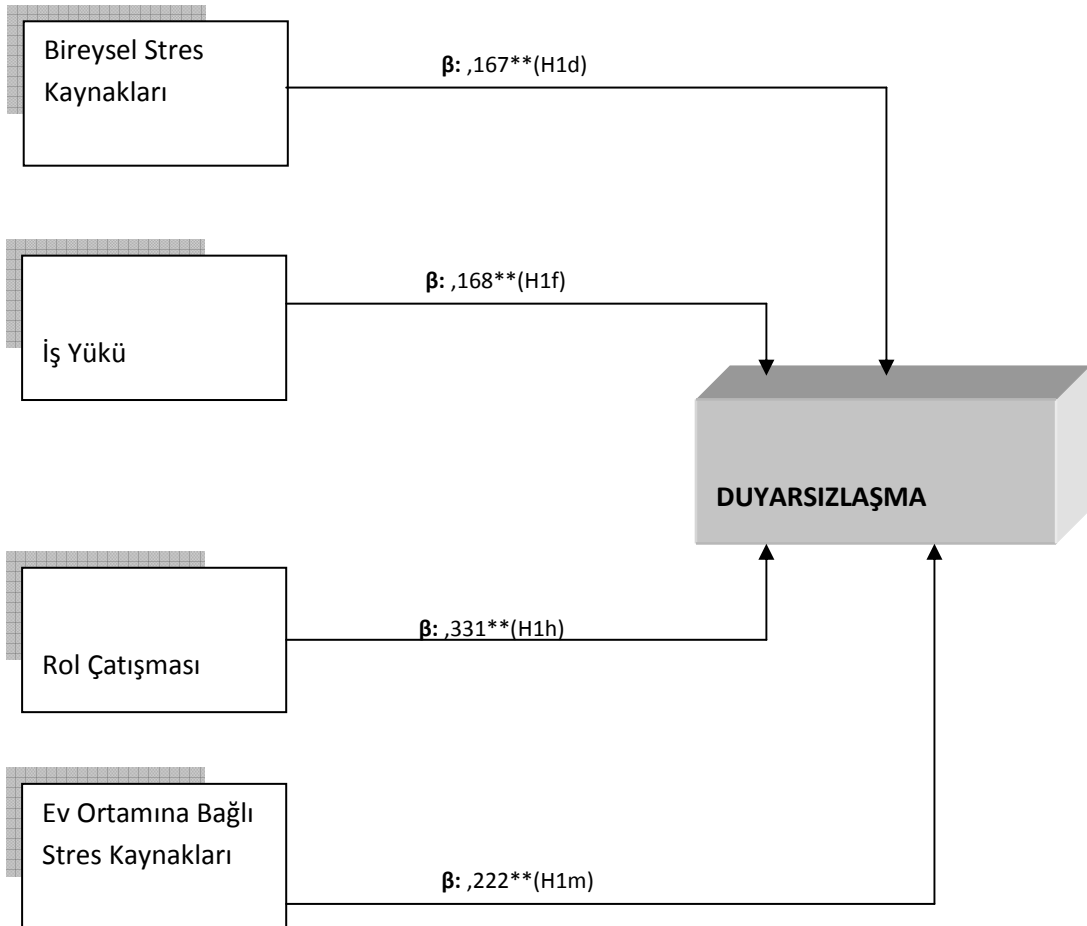 Bireysel Stres
Kaynakları
β: ,167**(H1d)
β: ,168**(H1f)
İş Yükü
DUYARSIZLAŞMA
β: ,331**(H1h)
Rol Çatışması
Ev Ortamına Bağlı
Stres Kaynakları
β: ,222**(H1m)